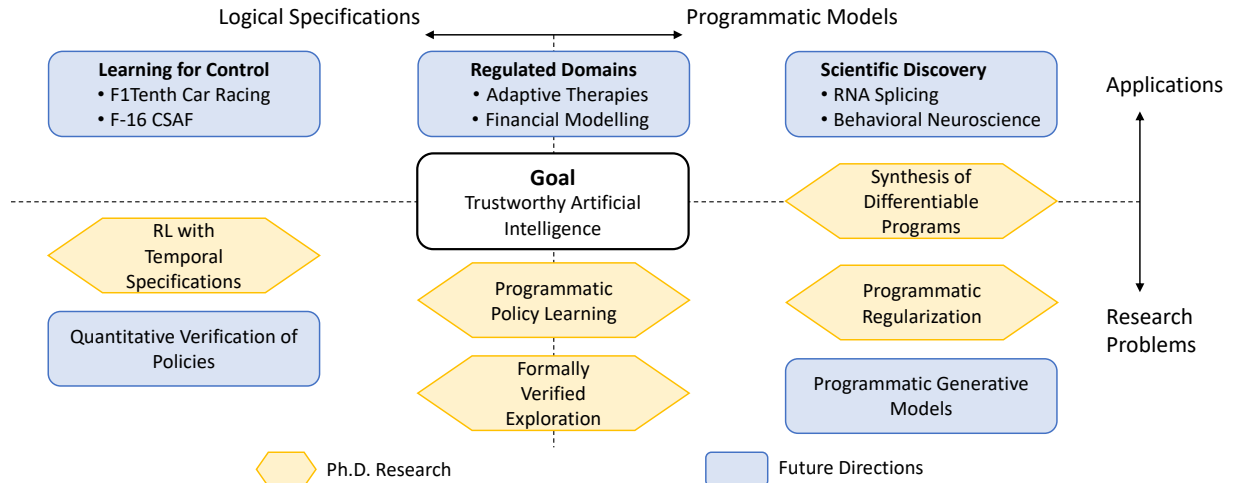 Logical Specifications
Programmatic Models
Learning for Control
• F1Tenth Car Racing
• F-16 CSAF
Regulated Domains
• Adaptive Therapies
• Financial Modelling
Scientific Discovery
• RNA Splicing
• Behavioral Neuroscience
Applications
Goal
Trustworthy Artificial
Intelligence
Synthesis of
Differentiable
Programs
RL with
Temporal
Specifications
Programmatic
Policy Learning
Programmatic
Regularization
Research
Problems
Quantitative Verification of
Policies
Formally
Verified
Exploration
Programmatic Generative
Models
Ph.D. Research
Future Directions